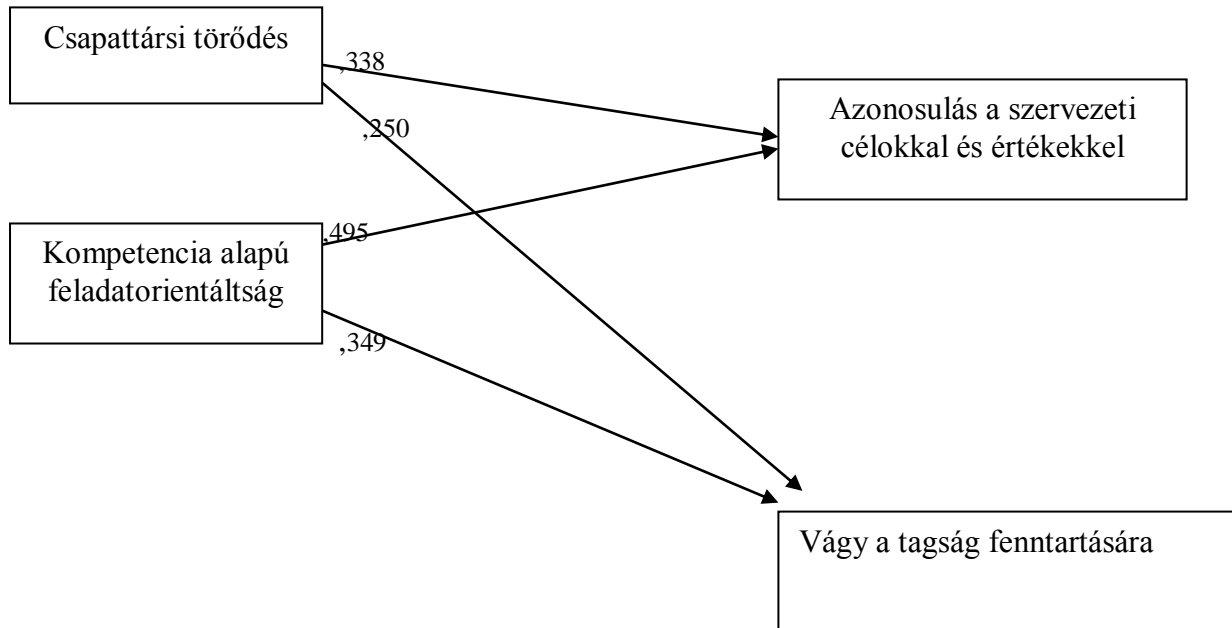 Csapattársi törődés
,338
,250
Azonosulás a szervezeti
célokkal és értékekkel
,495
Kompetencia alapú
feladatorientáltság
,349
Vágy a tagság fenntartására